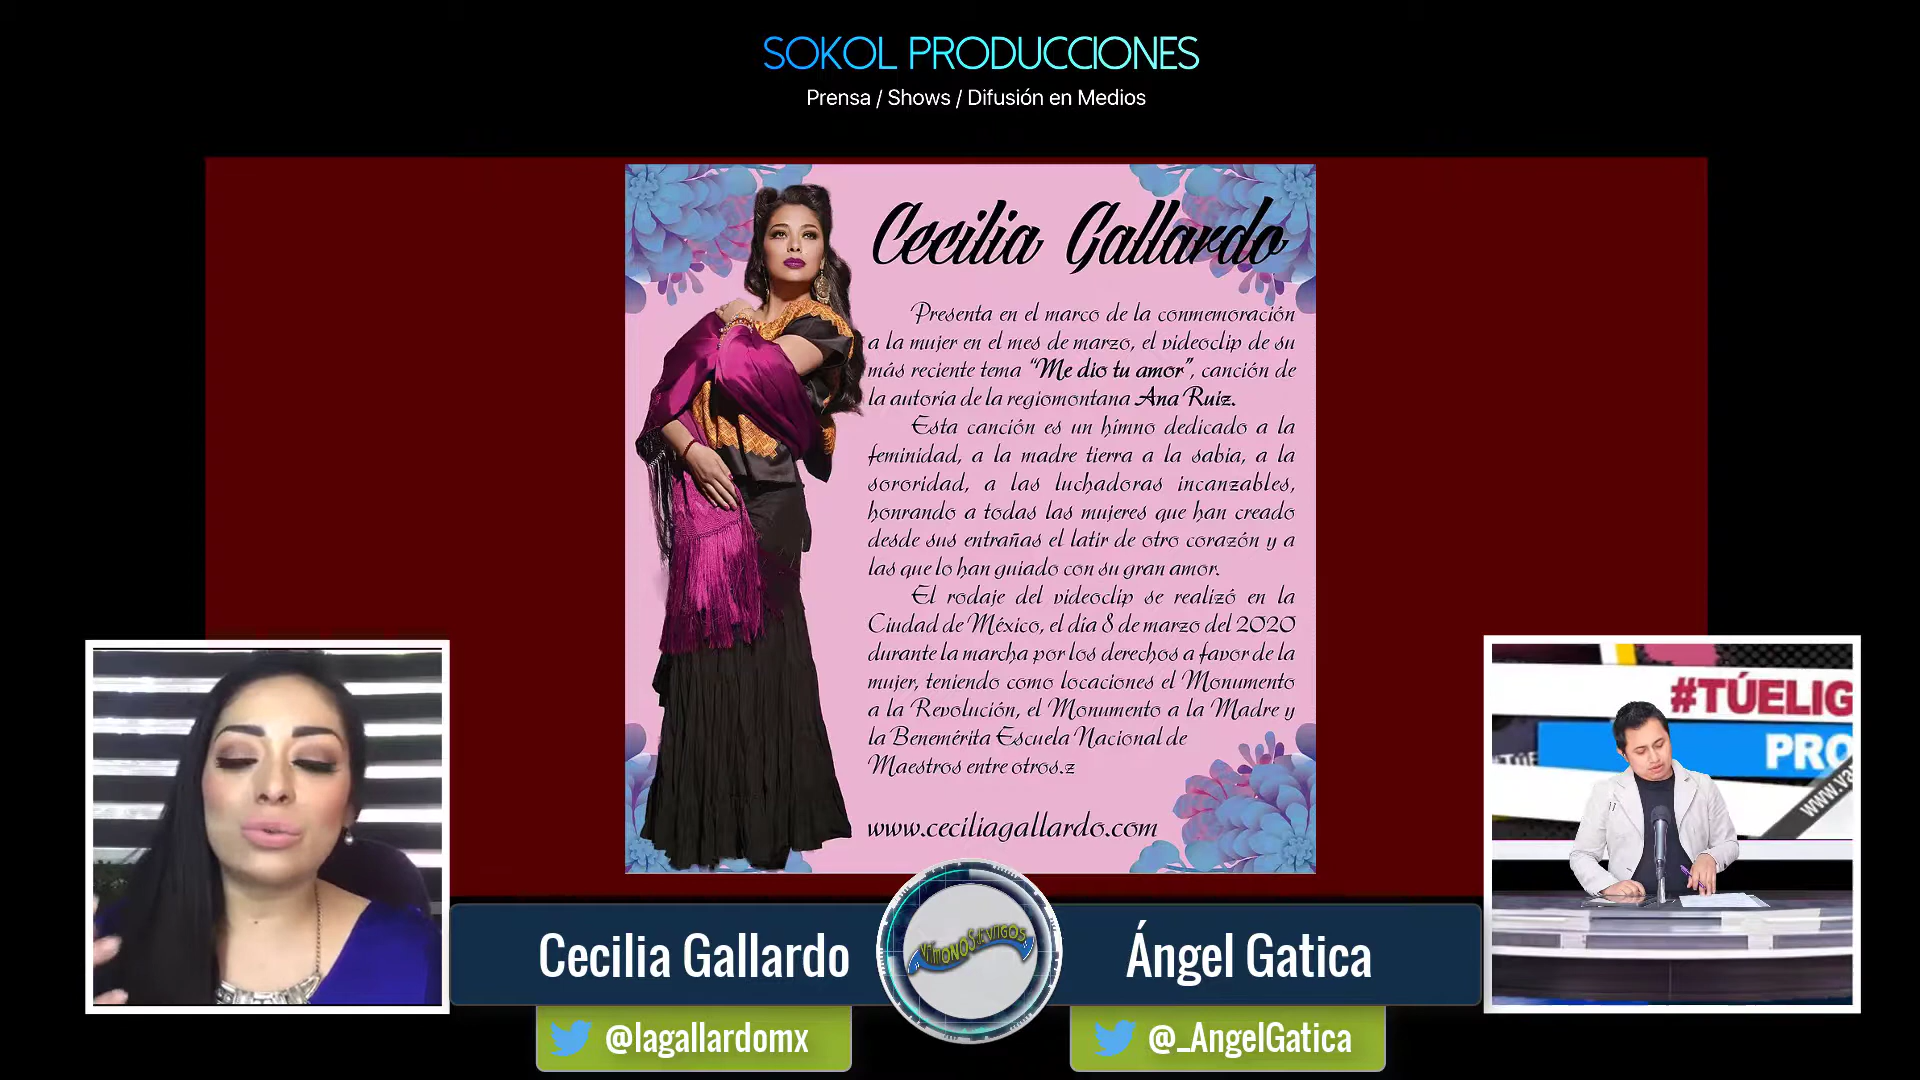 SOKOL PRODUCCIONES
Prensa / Shows / Difusión en Medios
Cecilia Gallardo
Presenta en el marco de la conmemoración
a la mujer en el mes de marzo, el videoclip de su
más reciente tema "Me dio tu amor", canción de
la autoría de la regiomontana Ana Ruiz.
Esta canción es un himno dedicado a la
feminidad, a la madre tierra a la sabia, a la
sororidad, a las luchadoras incanzables,
honrando a todas las mujeres que han creado
desde sus entrañas el latir de otro corazón y a
las que lo han guiado con su gran amor.
El rodaje del videoclip se realizó en la
Ciudad de México, el día 8 de marzo del 2020
durante la marcha por los derechos a favor de la
mujer, teniendo como locaciones el Monumento
a la Revolución, el Monumento a la Madre y
la Benemérita Escuela Nacional de
Maestros entre otros.z
www.ceciliagallardo.com
#TÚELIG
PRO
www.va
Cecilia Gallardo
VáMONOS de VAGOS
Ángel Gatica
@lagallardomx
@_AngelGatica